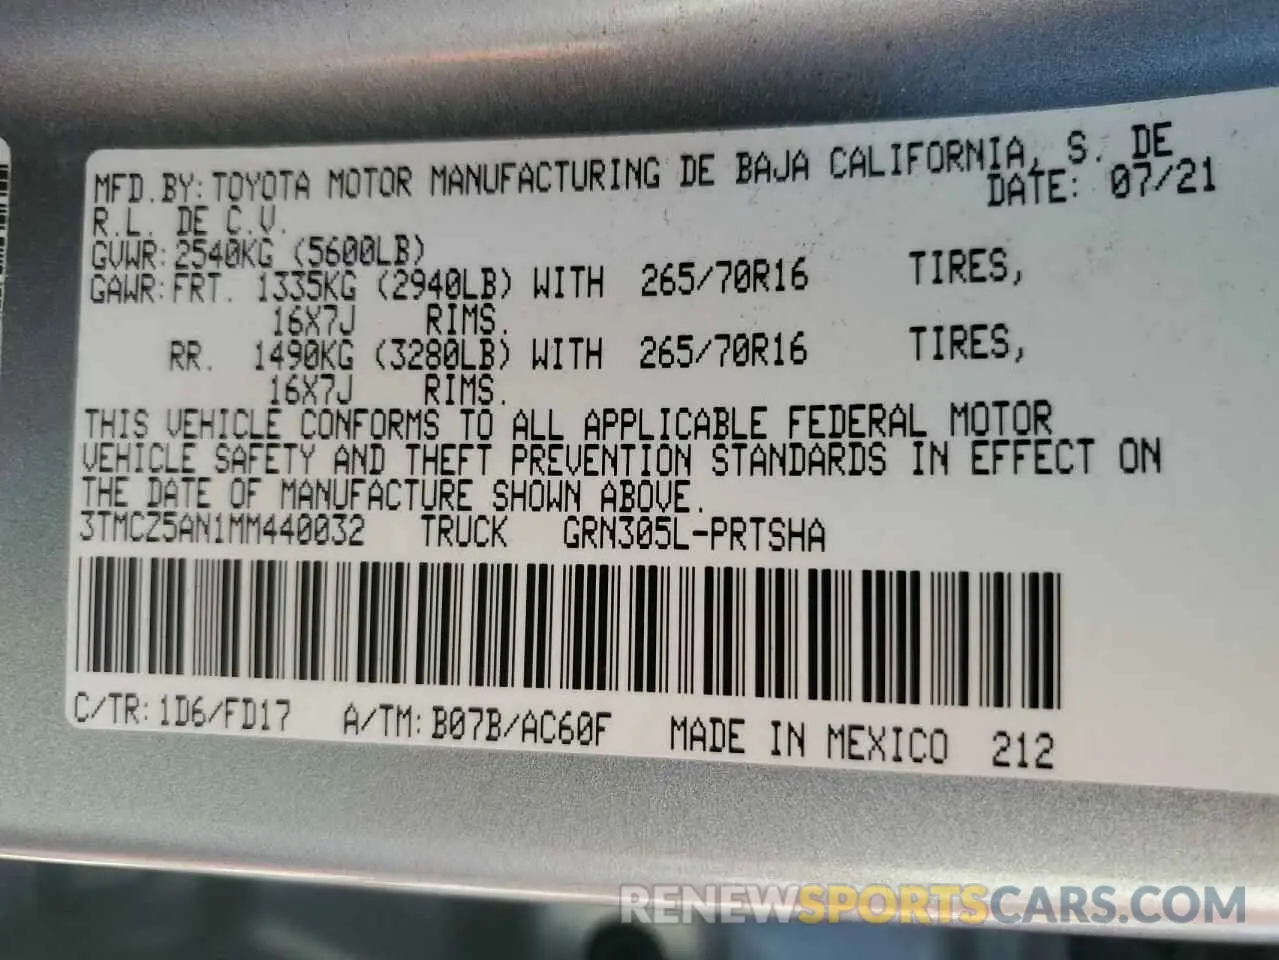 MFD.BY: TOYOTA MOTOR MANUFACTURING DE BAJA CALIFORNIA, S. DE
R.L. DE C.V. DATE: 07/21
GVWR: 2540KG (5600LB)
GAWR: FRT. 1335KG (2940LB) WITH 265/70R16 TIRES,
16X7J RIMS.
RR. 1490KG (3280LB) WITH 265/70R16 TIRES,
16X7J RIMS.
THIS VEHICLE CONFORMS TO ALL APPLICABLE FEDERAL MOTOR
VEHICLE SAFETY AND THEFT PREVENTION STANDARDS IN EFFECT ON
THE DATE OF MANUFACTURE SHOWN ABOVE.
3TMCZ5AN1MM440032 TRUCK GRN305L-PRTSHA
C/TR: 1D6/FD17 A/TM: B07B/AC60F MADE IN MEXICO 212
RENEWSPORTSCARS.COM